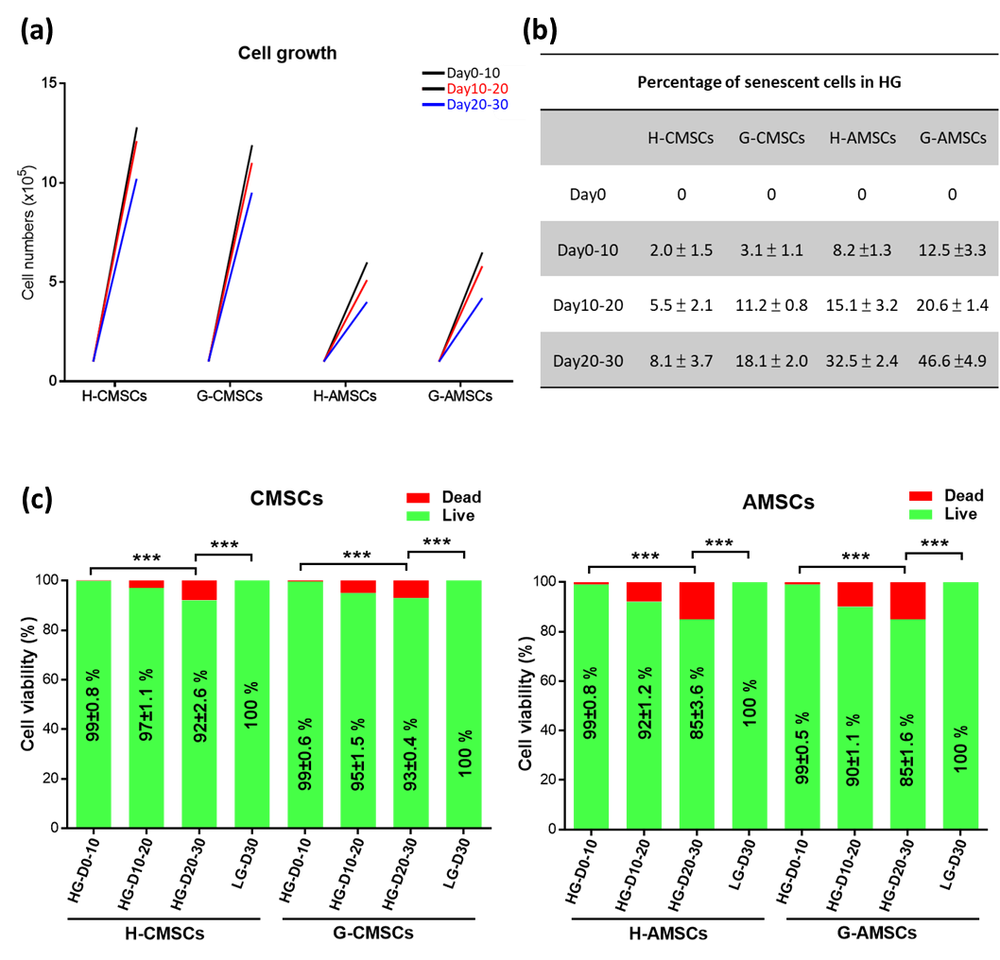 (a)
Cell growth
Day0-10
Day10-20
Day20-30
Cell numbers (x10⁵)
15
10
5
0
H-CMSCs G-CMSCs H-AMSCs G-AMSCs
(b)
Percentage of senescent cells in HG
H-CMSCs G-CMSCs H-AMSCs G-AMSCs
Day0 0 0 0 0
Day0-10 2.0 ± 1.5 3.1 ± 1.1 8.2 ±1.3 12.5 ±3.3
Day10-20 5.5 ± 2.1 11.2 ± 0.8 15.1 ± 3.2 20.6 ± 1.4
Day20-30 8.1 ± 3.7 18.1 ± 2.0 32.5 ± 2.4 46.6 ±4.9
(c)
CMSCs
Dead
Live
*** *** *** ***
Cell viability (%)
100
80
60
40
20
0
99±0.8 % 97±1.1 % 92±2.6 % 100 % 99±0.6 % 95±1.5 % 93±0.4 % 100 %
HG-D0-10 HG-D10-20 HG-D20-30 LG-D30 HG-D0-10 HG-D10-20 HG-D20-30 LG-D30
H-CMSCs G-CMSCs
AMSCs
Dead
Live
*** *** *** ***
Cell viability (%)
100
80
60
40
20
0
99±0.8 % 92±1.2 % 85±3.6 % 100 % 99±0.5 % 90±1.1 % 85±1.6 % 100 %
HG-D0-10 HG-D10-20 HG-D20-30 LG-D30 HG-D0-10 HG-D10-20 HG-D20-30 LG-D30
H-AMSCs G-AMSCs